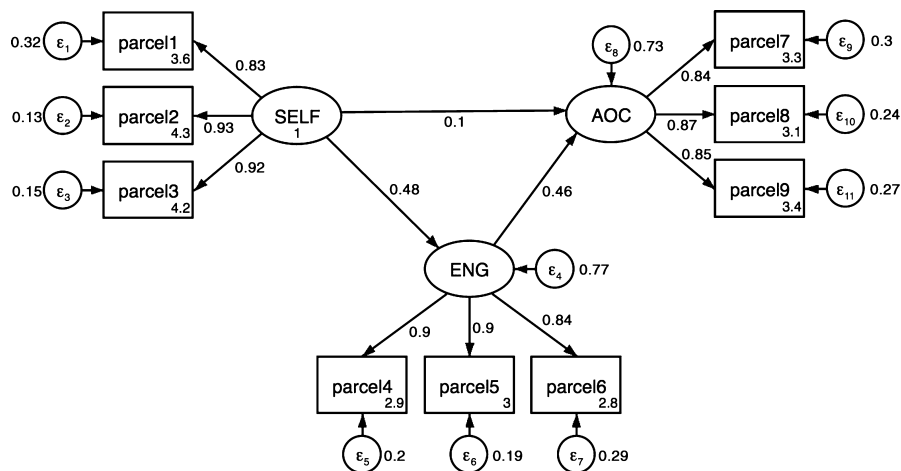 0.32 ε1 parcel1 3.6
0.83
0.13 ε2 parcel2 4.3
0.93
0.15 ε3 parcel3 4.2
0.92
SELF 1
0.1
0.48
ε8 0.73
AOC
0.46
0.84
parcel7 3.3 ε9 0.3
0.87
parcel8 3.1 ε10 0.24
0.85
parcel9 3.4 ε11 0.27
ENG ε4 0.77
0.9 0.9 0.84
parcel4 2.9 parcel5 3 parcel6 2.8
ε5 0.2 ε6 0.19 ε7 0.29